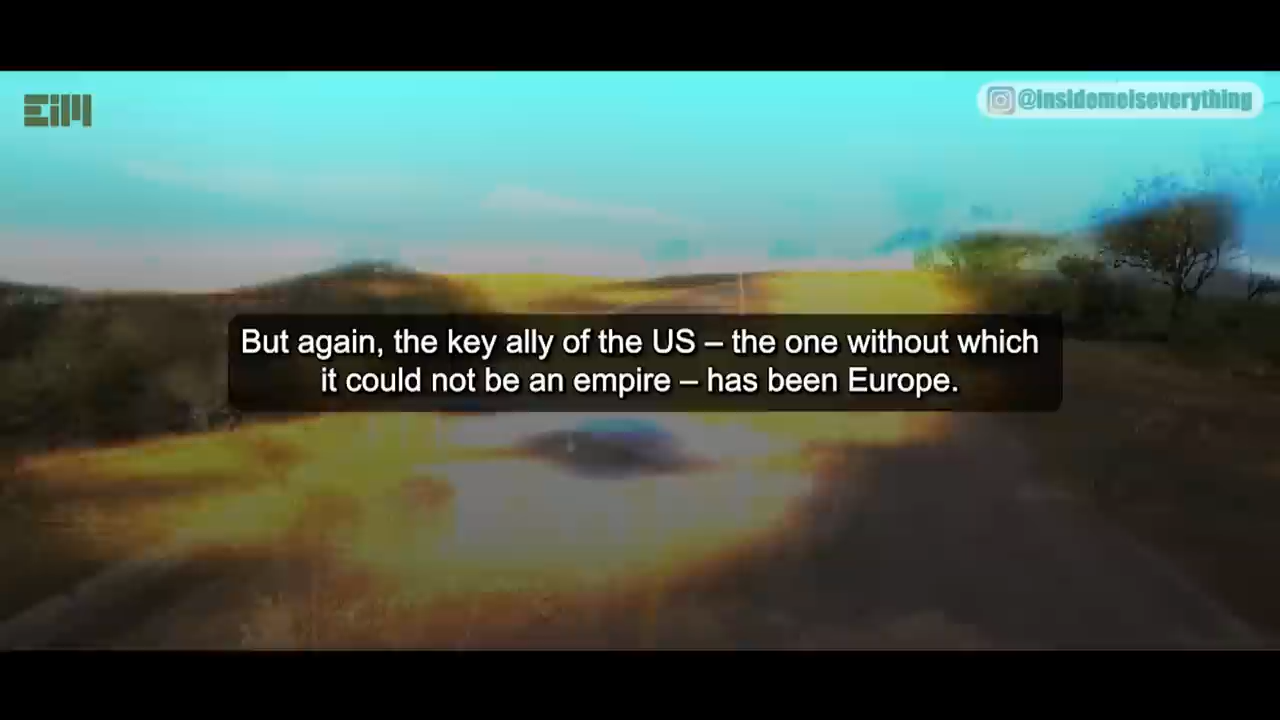 EiM
@insidemeiseverything
But again, the key ally of the US – the one without which
it could not be an empire – has been Europe.